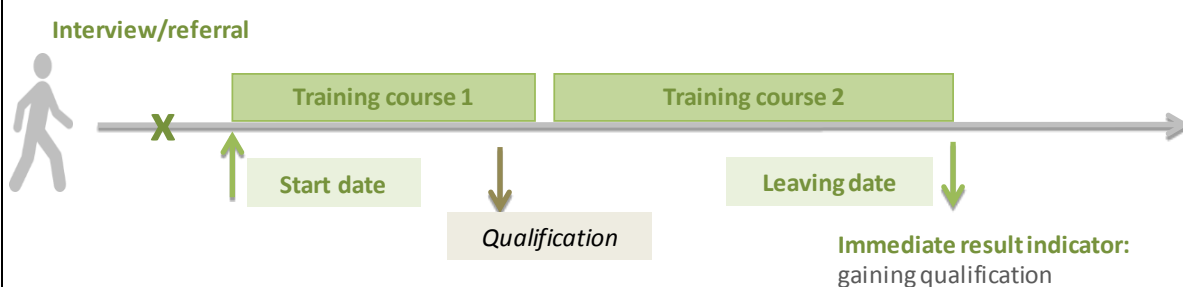 Interview/referral
Training course 1
Training course 2
X
Start date
Leaving date
Qualification
Immediate result indicator:
gaining qualification